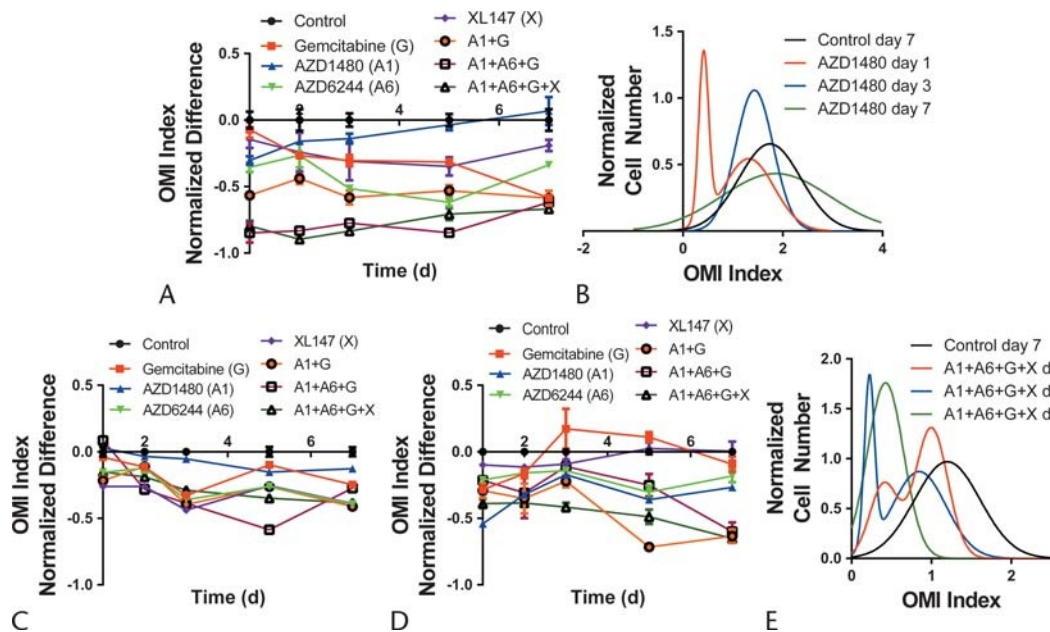 Control
Gemcitabine (G)
AZD1480 (A1)
AZD6244 (A6)
XL147 (X)
A1+G
A1+A6+G
A1+A6+G+X
OMI Index
Normalized Difference
0.5
0.0
-0.5
-1.0
2
4
6
Time (d)
A
Control day 7
AZD1480 day 1
AZD1480 day 3
AZD1480 day 7
Normalized
Cell Number
1.5
1.0
0.5
-2
0
2
4
OMI Index
B
Control
Gemcitabine (G)
AZD1480 (A1)
AZD6244 (A6)
XL147 (X)
A1+G
A1+A6+G
A1+A6+G+X
OMI Index
Normalized Difference
0.5
0.0
-0.5
-1.0
2
4
6
Time (d)
C
Control
Gemcitabine (G)
AZD1480 (A1)
AZD6244 (A6)
XL147 (X)
A1+G
A1+A6+G
A1+A6+G+X
OMI Index
Normalized Difference
0.5
0.0
-0.5
-1.0
2
4
6
Time (d)
D
Control day 7
A1+A6+G+X d
A1+A6+G+X d
A1+A6+G+X d
Normalized
Cell Number
2.0
1.5
1.0
0.5
0.0
0
1
2
OMI Index
E